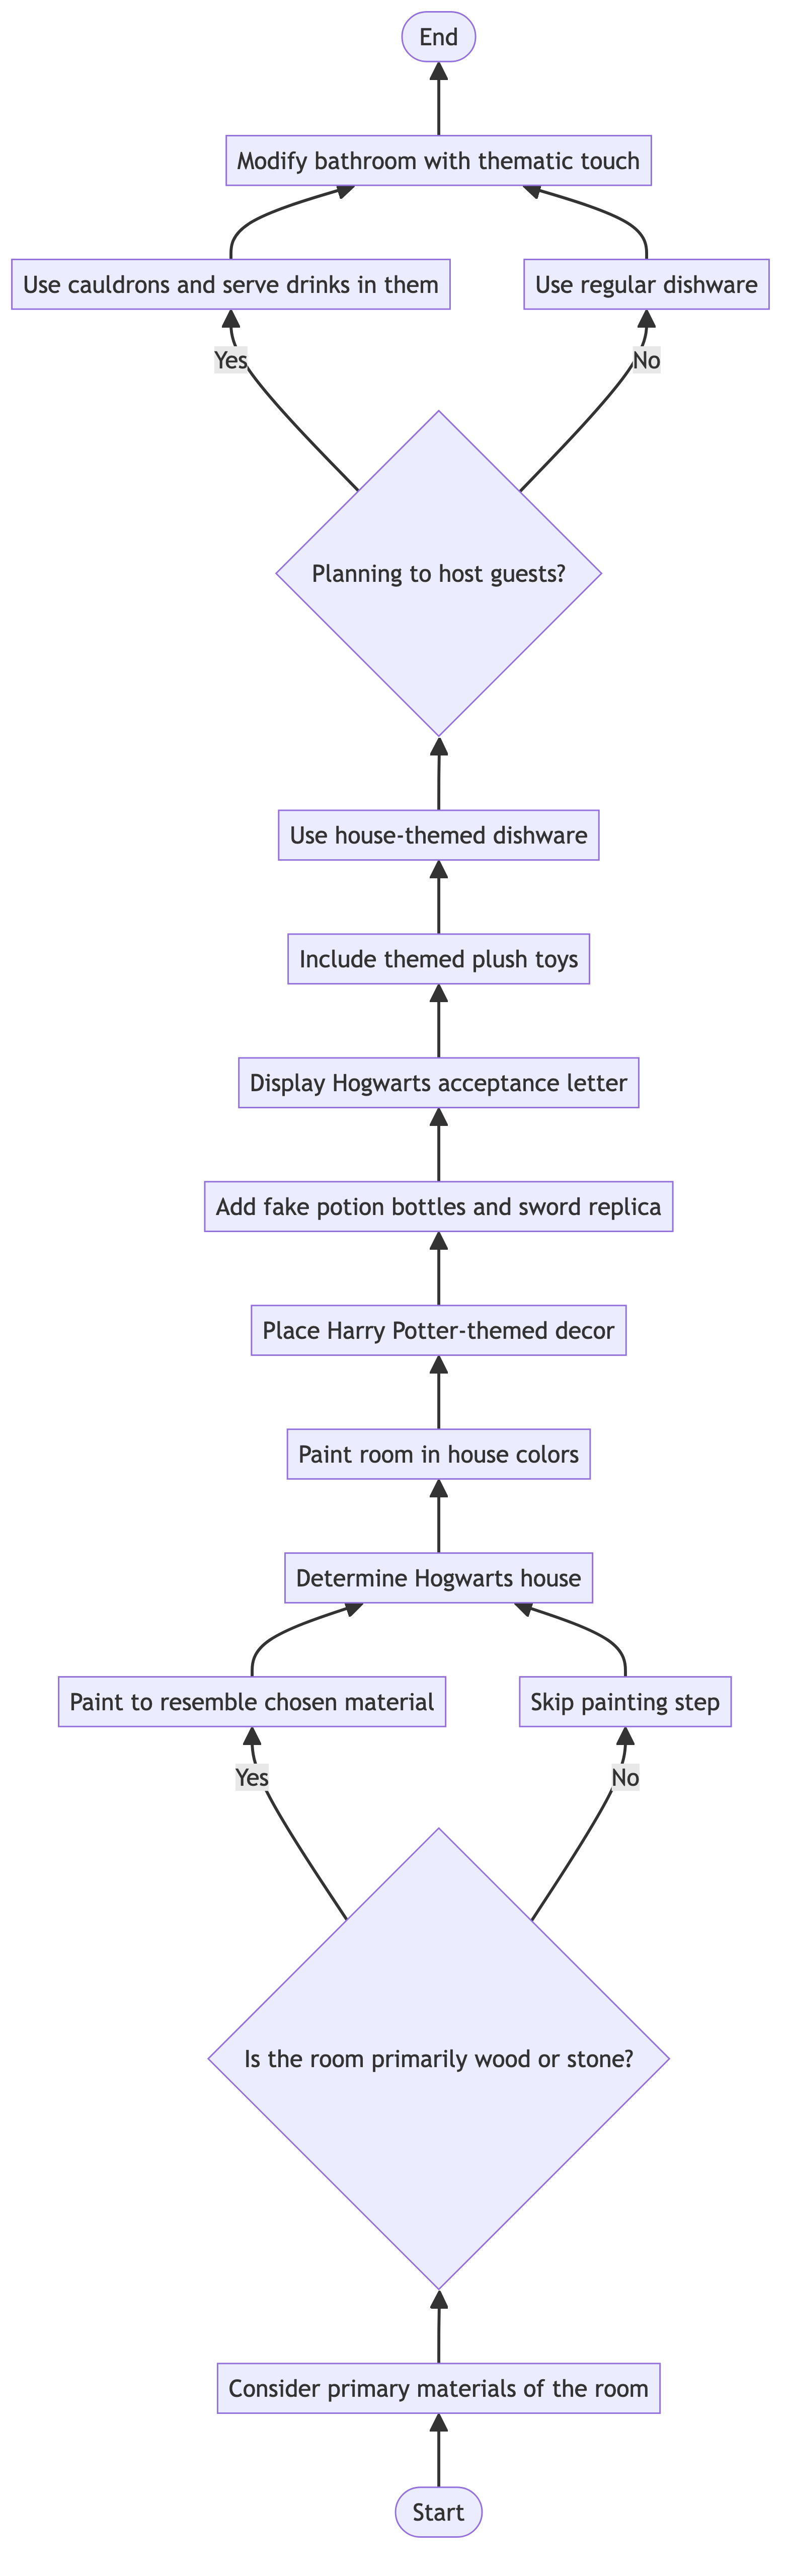 End
Modify bathroom with thematic touch
Use cauldrons and serve drinks in them
Use regular dishware
Yes
No
Planning to host guests?
Use house-themed dishware
Include themed plush toys
Display Hogwarts acceptance letter
Add fake potion bottles and sword replica
Place Harry Potter-themed decor
Paint room in house colors
Determine Hogwarts house
Paint to resemble chosen material
Skip painting step
Yes
No
Is the room primarily wood or stone?
Consider primary materials of the room
Start